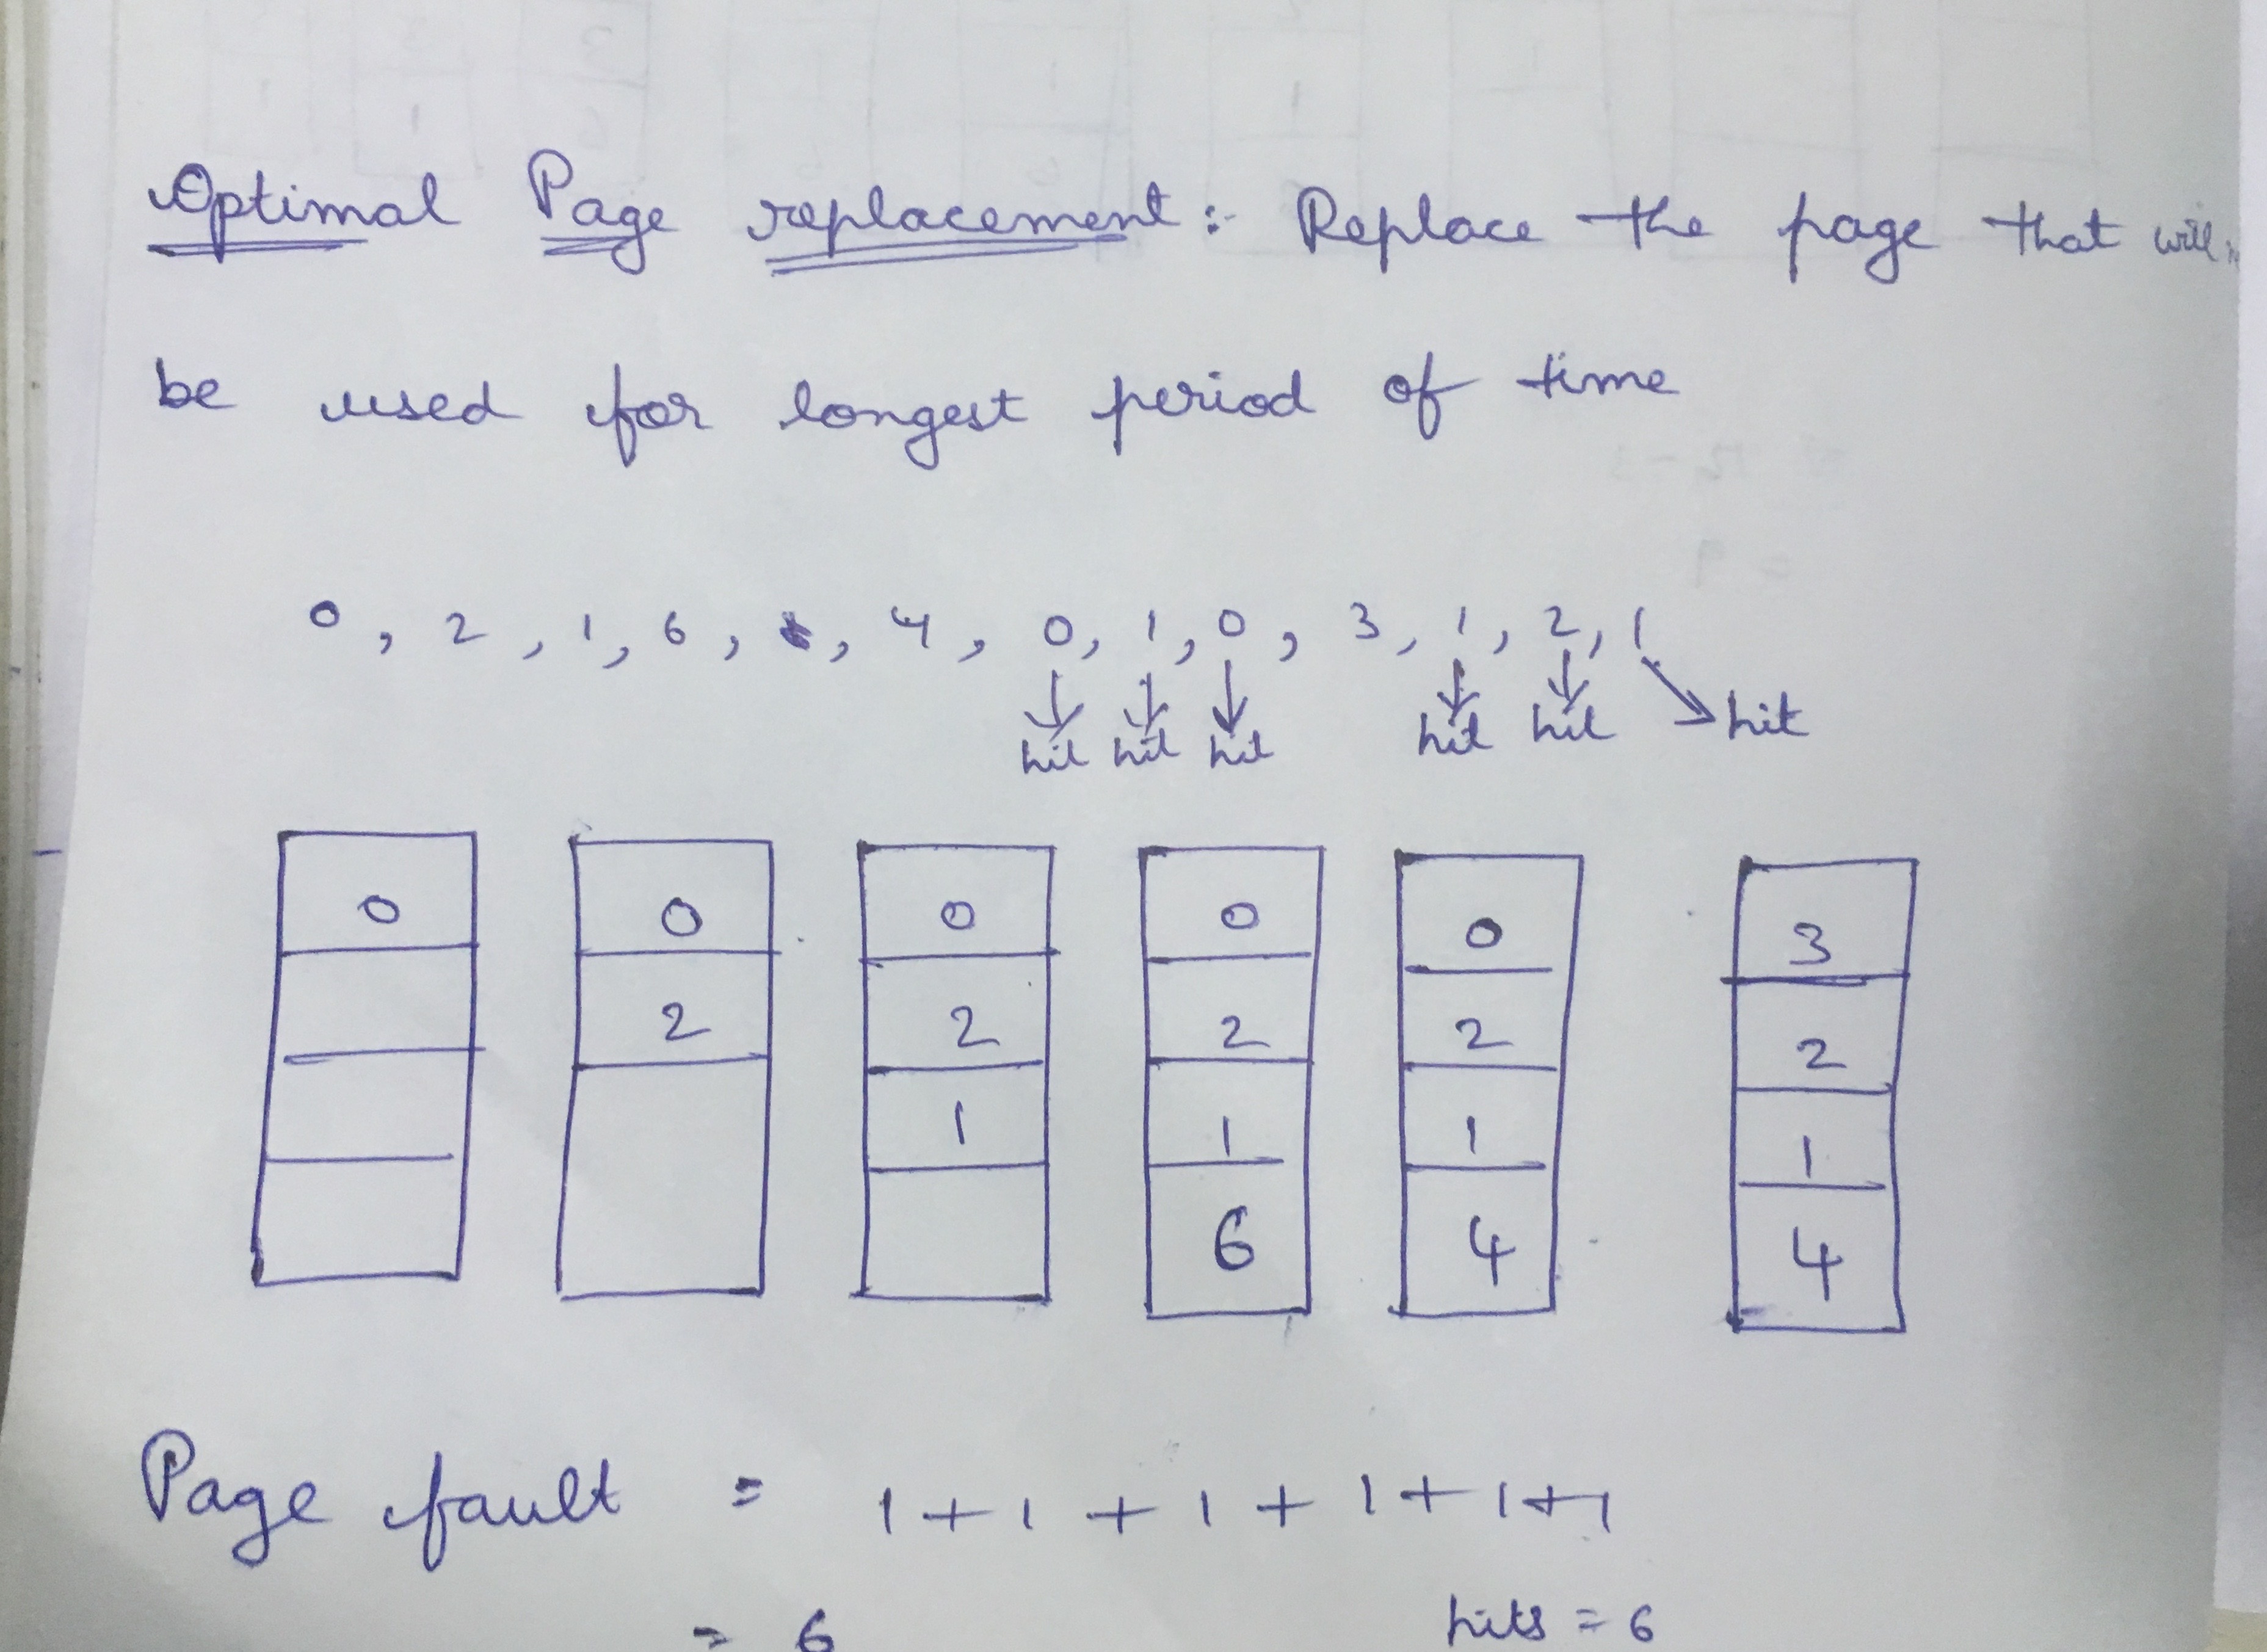 Optimal Page replacement :- Replace the page that will
be used for longest period of time
0, 2, 1, 6, , 4, 0, 1, 0, 3, 1, 2, 1
hit hit hit hit hit hit
0 0 0 0 0 3
2 2 2 2 2
1 1 1 1
6 4 4
Page fault = 1+1+1+1+1+1
= 6 hits = 6